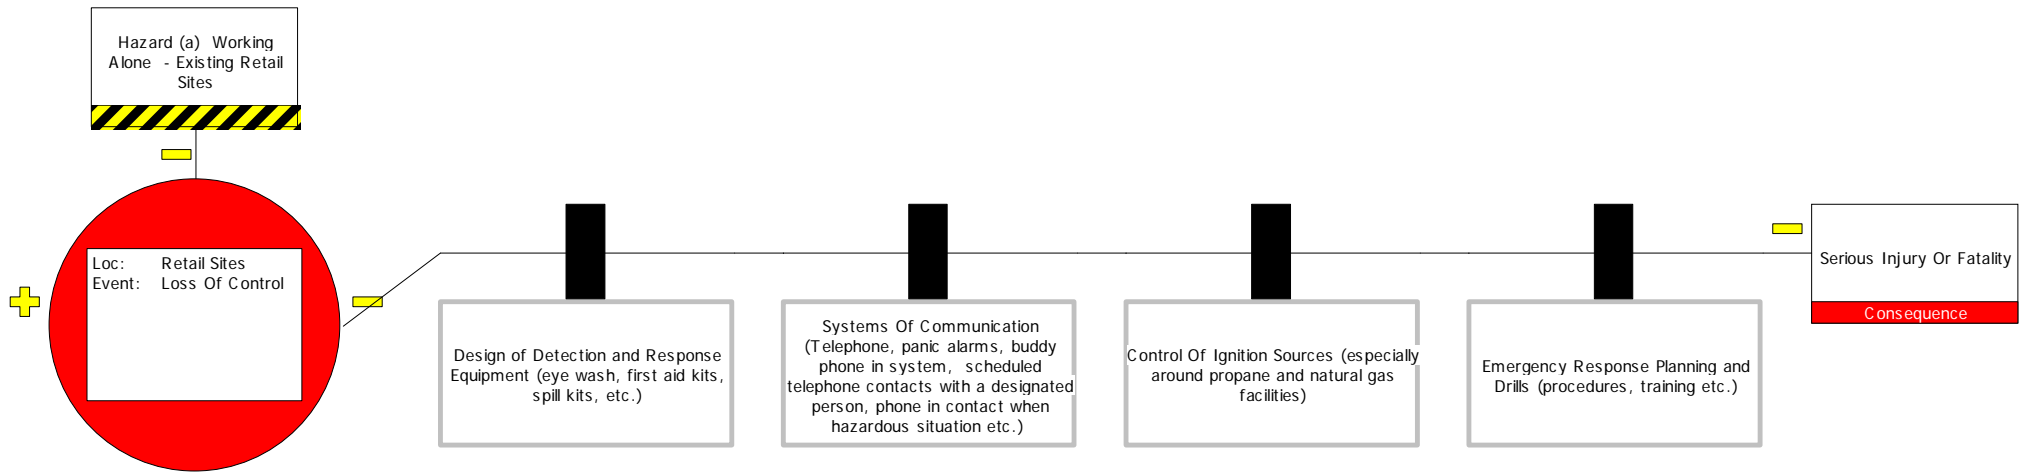 Hazard (a) Working
Alone - Existing Retail
Sites
Loc: Retail Sites
Event: Loss Of Control
Design of Detection and Response
Equipment (eye wash, first aid kits,
spill kits, etc.)
Systems Of Communication
(Telephone, panic alarms, buddy
phone in system, scheduled
telephone contacts with a designated
person, phone in contact when
hazardous situation etc.)
Control Of Ignition Sources (especially
around propane and natural gas
facilities)
Emergency Response Planning and
Drills (procedures, training etc.)
Serious Injury Or Fatality
Consequence